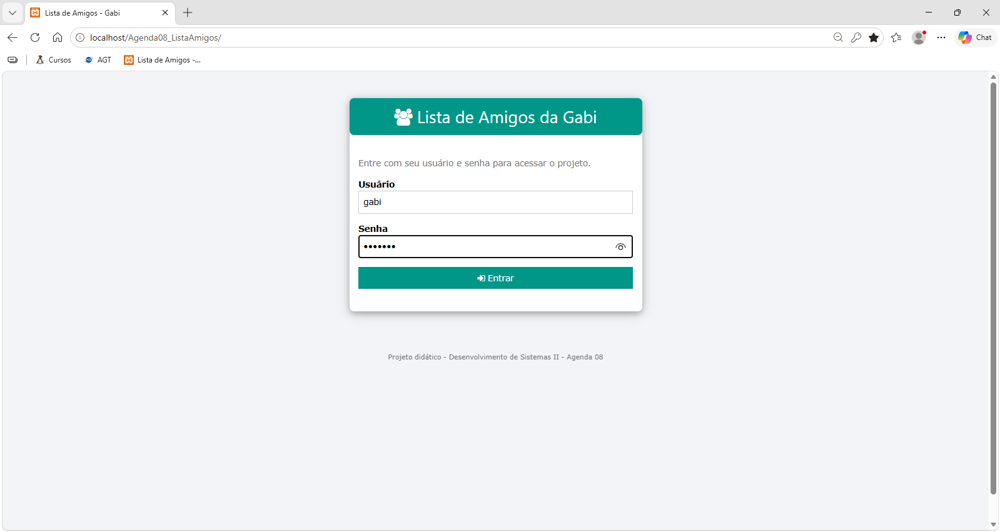 Lista de Amigos - Gabi
localhost/Agenda08_ListaAmigos/
Chat
Cursos
AGT
Lista de Amigos -...
Lista de Amigos da Gabi
Entre com seu usuário e senha para acessar o projeto.
Usuário
gabi
Senha
•••••••
Entrar
Projeto didático - Desenvolvimento de Sistemas II - Agenda 08